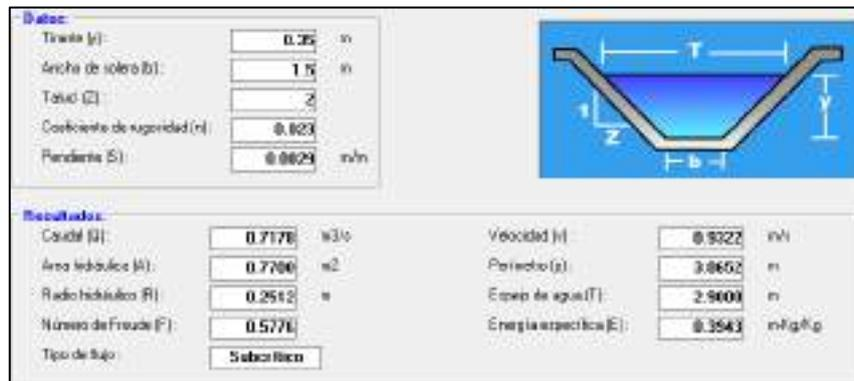 Datos:
Tirante (y): 0.35 m
Ancho de solera (b): 1.5 m
Talud (Z): 2
Coeficiente de rugosidad (n): 0.023
Pendiente (S): 0.0029 m/m
T
1
Z
y
b
Resultados:
Caudal (Q): 0.7178 m3/s Velocidad (v): 0.9322 m/s
Area hidráulica (A): 0.7700 m2 Perímetro (p): 3.0652 m
Radio hidráulico (R): 0.2512 m Espejo de agua (T): 2.9000 m
Número de Froude (F): 0.5776 Energía específica (E): 0.3943 m-Kg/Kg
Tipo de flujo: Subcrítico